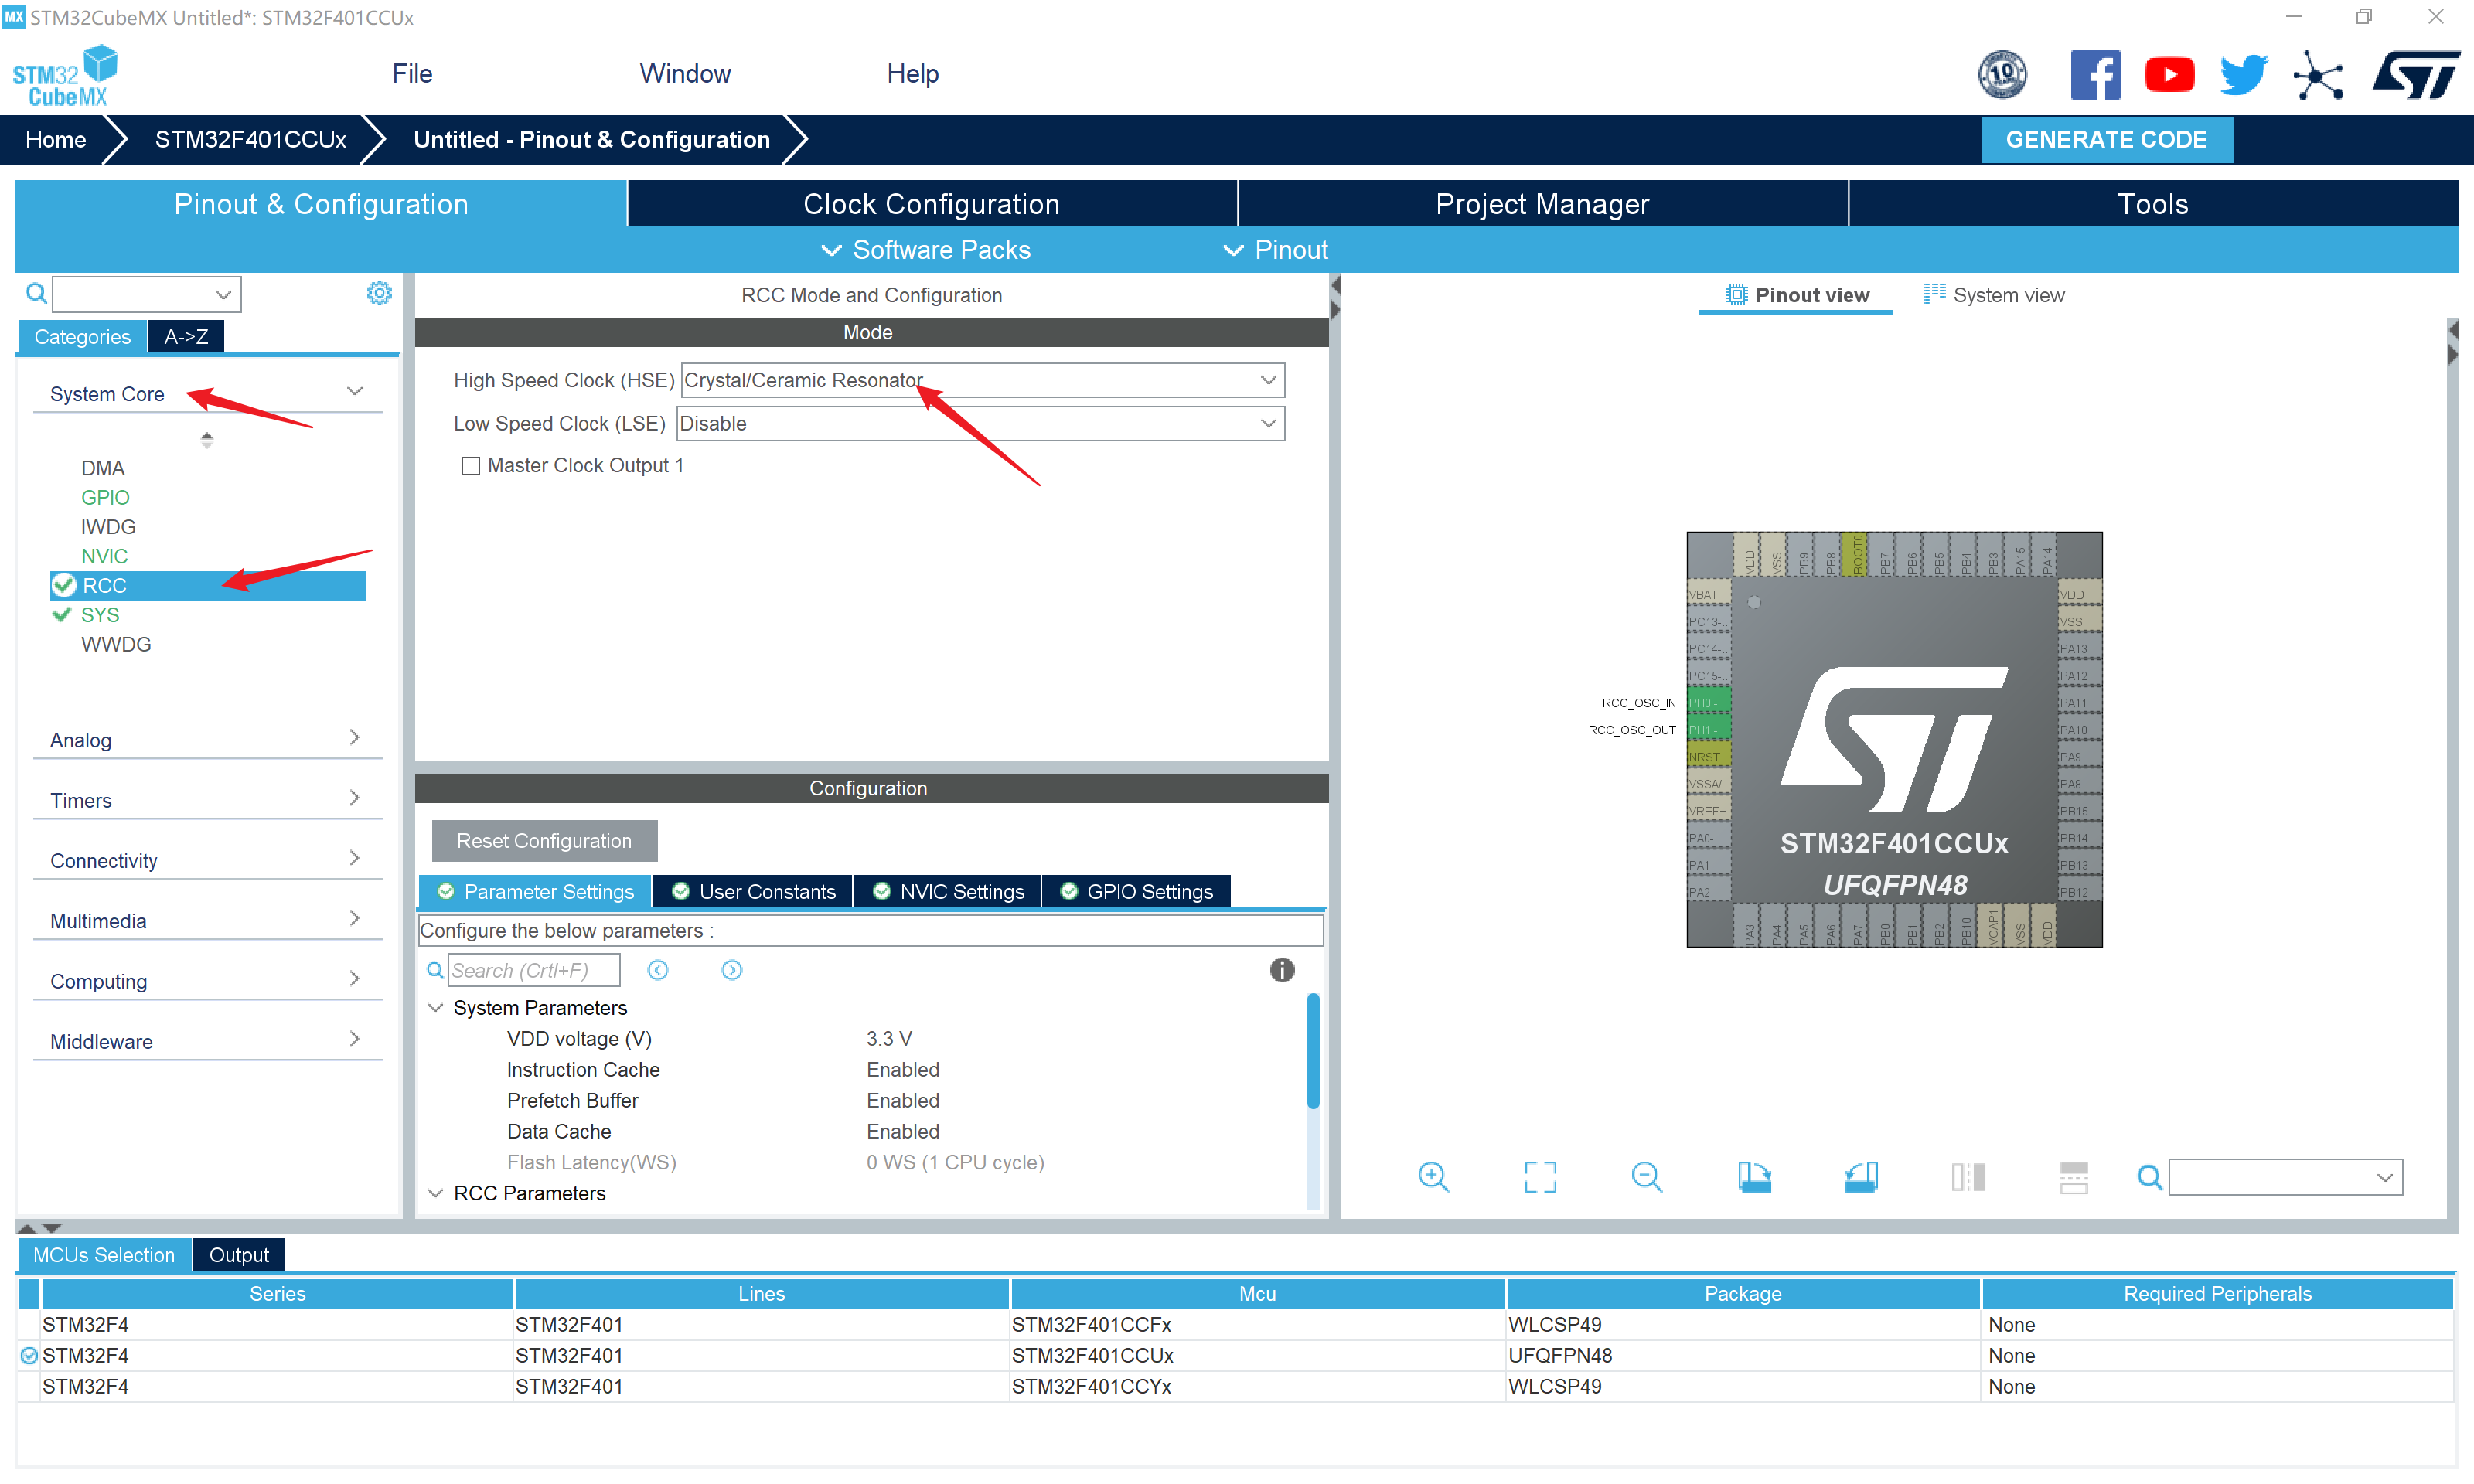 MX STM32CubeMX Untitled*: STM32F401CCUx
STM32
CubeMX
File Window Help
10
YEARS
Home STM32F401CCUx Untitled - Pinout & Configuration GENERATE CODE
Pinout & Configuration Clock Configuration Project Manager Tools
Software Packs Pinout
Categories A->Z
System Core
DMA
GPIO
IWDG
NVIC
RCC
SYS
WWDG
Analog
Timers
Connectivity
Multimedia
Computing
Middleware
RCC Mode and Configuration
Mode
High Speed Clock (HSE) Crystal/Ceramic Resonator
Low Speed Clock (LSE) Disable
Master Clock Output 1
Configuration
Reset Configuration
Parameter Settings User Constants NVIC Settings GPIO Settings
Configure the below parameters :
Search (Crtl+F)
System Parameters
VDD voltage (V) 3.3 V
Instruction Cache Enabled
Prefetch Buffer Enabled
Data Cache Enabled
Flash Latency(WS) 0 WS (1 CPU cycle)
RCC Parameters
Pinout view System view
VDD VSS PB9 PB8 BOOT0 PB7 PB6 PB5 PB4 PB3 PA15 PA14
VBAT VDD
PC13-.. VSS
PC14-.. PA13
PC15-.. PA12
RCC_OSC_IN PH0 - PA11
RCC_OSC_OUT PH1 - PA10
NRST PA9
VSSA/.. PA8
VREF+ PB15
PA0-.. PB14
PA1 PB13
PA2 PB12
STM32F401CCUx
UFQFPN48
PA3 PA4 PA5 PA6 PA7 PB0 PB1 PB2 PB10 VCAP1 VSS VDD
MCUs Selection Output
Series Lines Mcu Package Required Peripherals
STM32F4 STM32F401 STM32F401CCFx WLCSP49 None
STM32F4 STM32F401 STM32F401CCUx UFQFPN48 None
STM32F4 STM32F401 STM32F401CCYx WLCSP49 None